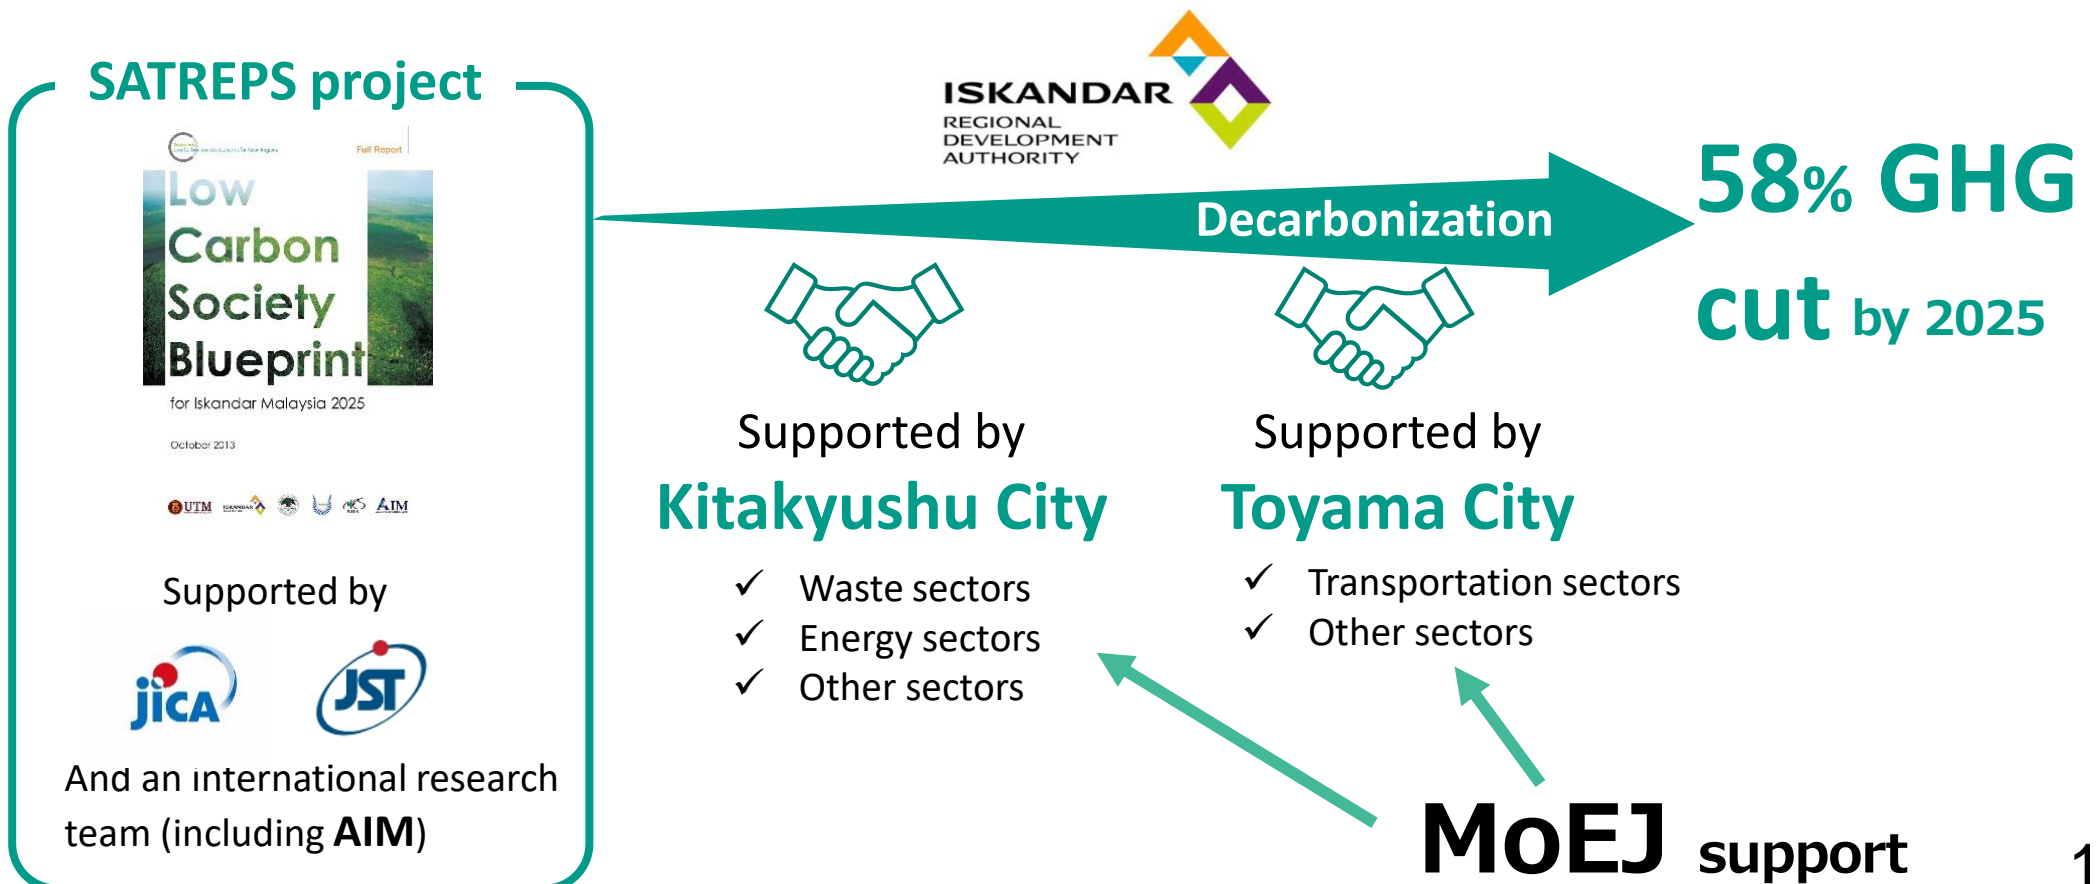 SATREPS project
Full Report
Low
Carbon
Society
Blueprint
for Iskandar Malaysia 2025
October 2013
UTM
ISKANDAR
AIM
Supported by
jICA
JST
And an international research
team (including AIM)
ISKANDAR
REGIONAL
DEVELOPMENT
AUTHORITY
Decarbonization
58% GHG
cut by 2025
Supported by
Kitakyushu City
✓ Waste sectors
✓ Energy sectors
✓ Other sectors
Supported by
Toyama City
✓ Transportation sectors
✓ Other sectors
MoEJ support
1